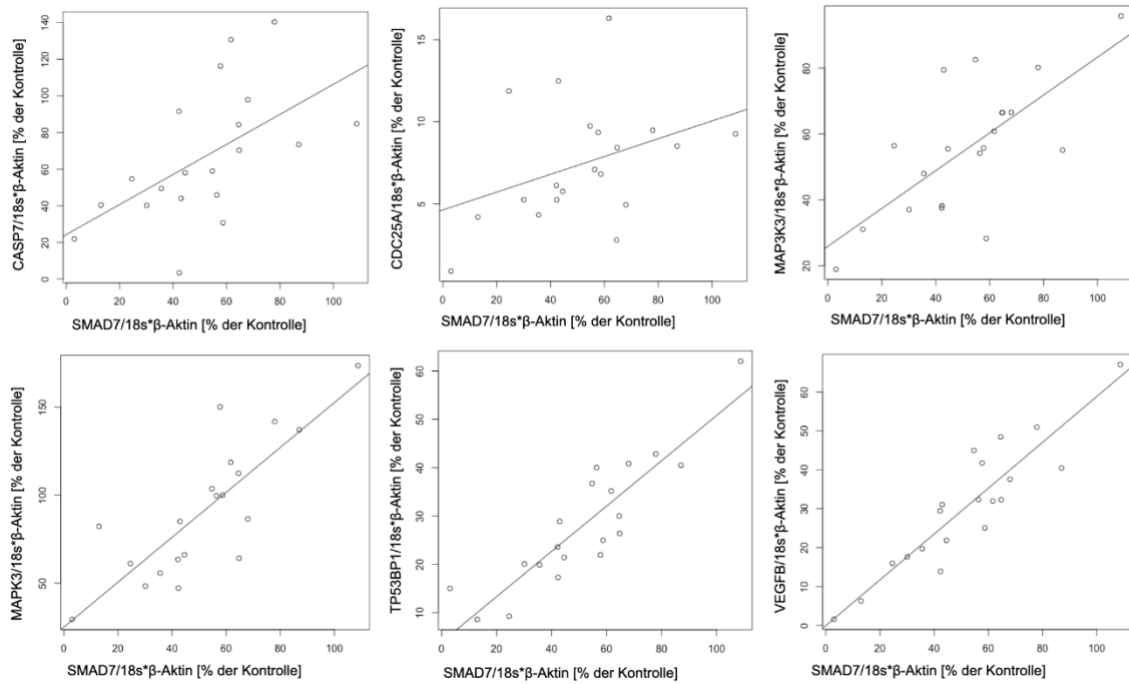 CASP7/18s*β-Aktin [% der Kontrolle]
140
120
100
80
60
40
20
0
0 20 40 60 80 100
SMAD7/18s*β-Aktin [% der Kontrolle]
CDC25A/18s*β-Aktin [% der Kontrolle]
15
10
5
0 20 40 60 80 100
SMAD7/18s*β-Aktin [% der Kontrolle]
MAP3K3/18s*β-Aktin [% der Kontrolle]
80
60
40
20
0 20 40 60 80 100
SMAD7/18s*β-Aktin [% der Kontrolle]
MAPK3/18s*β-Aktin [% der Kontrolle]
150
100
50
0 20 40 60 80 100
SMAD7/18s*β-Aktin [% der Kontrolle]
TP53BP1/18s*β-Aktin [% der Kontrolle]
60
50
40
30
20
10
0 20 40 60 80 100
SMAD7/18s*β-Aktin [% der Kontrolle]
VEGFB/18s*β-Aktin [% der Kontrolle]
60
50
40
30
20
10
0
0 20 40 60 80 100
SMAD7/18s*β-Aktin [% der Kontrolle]